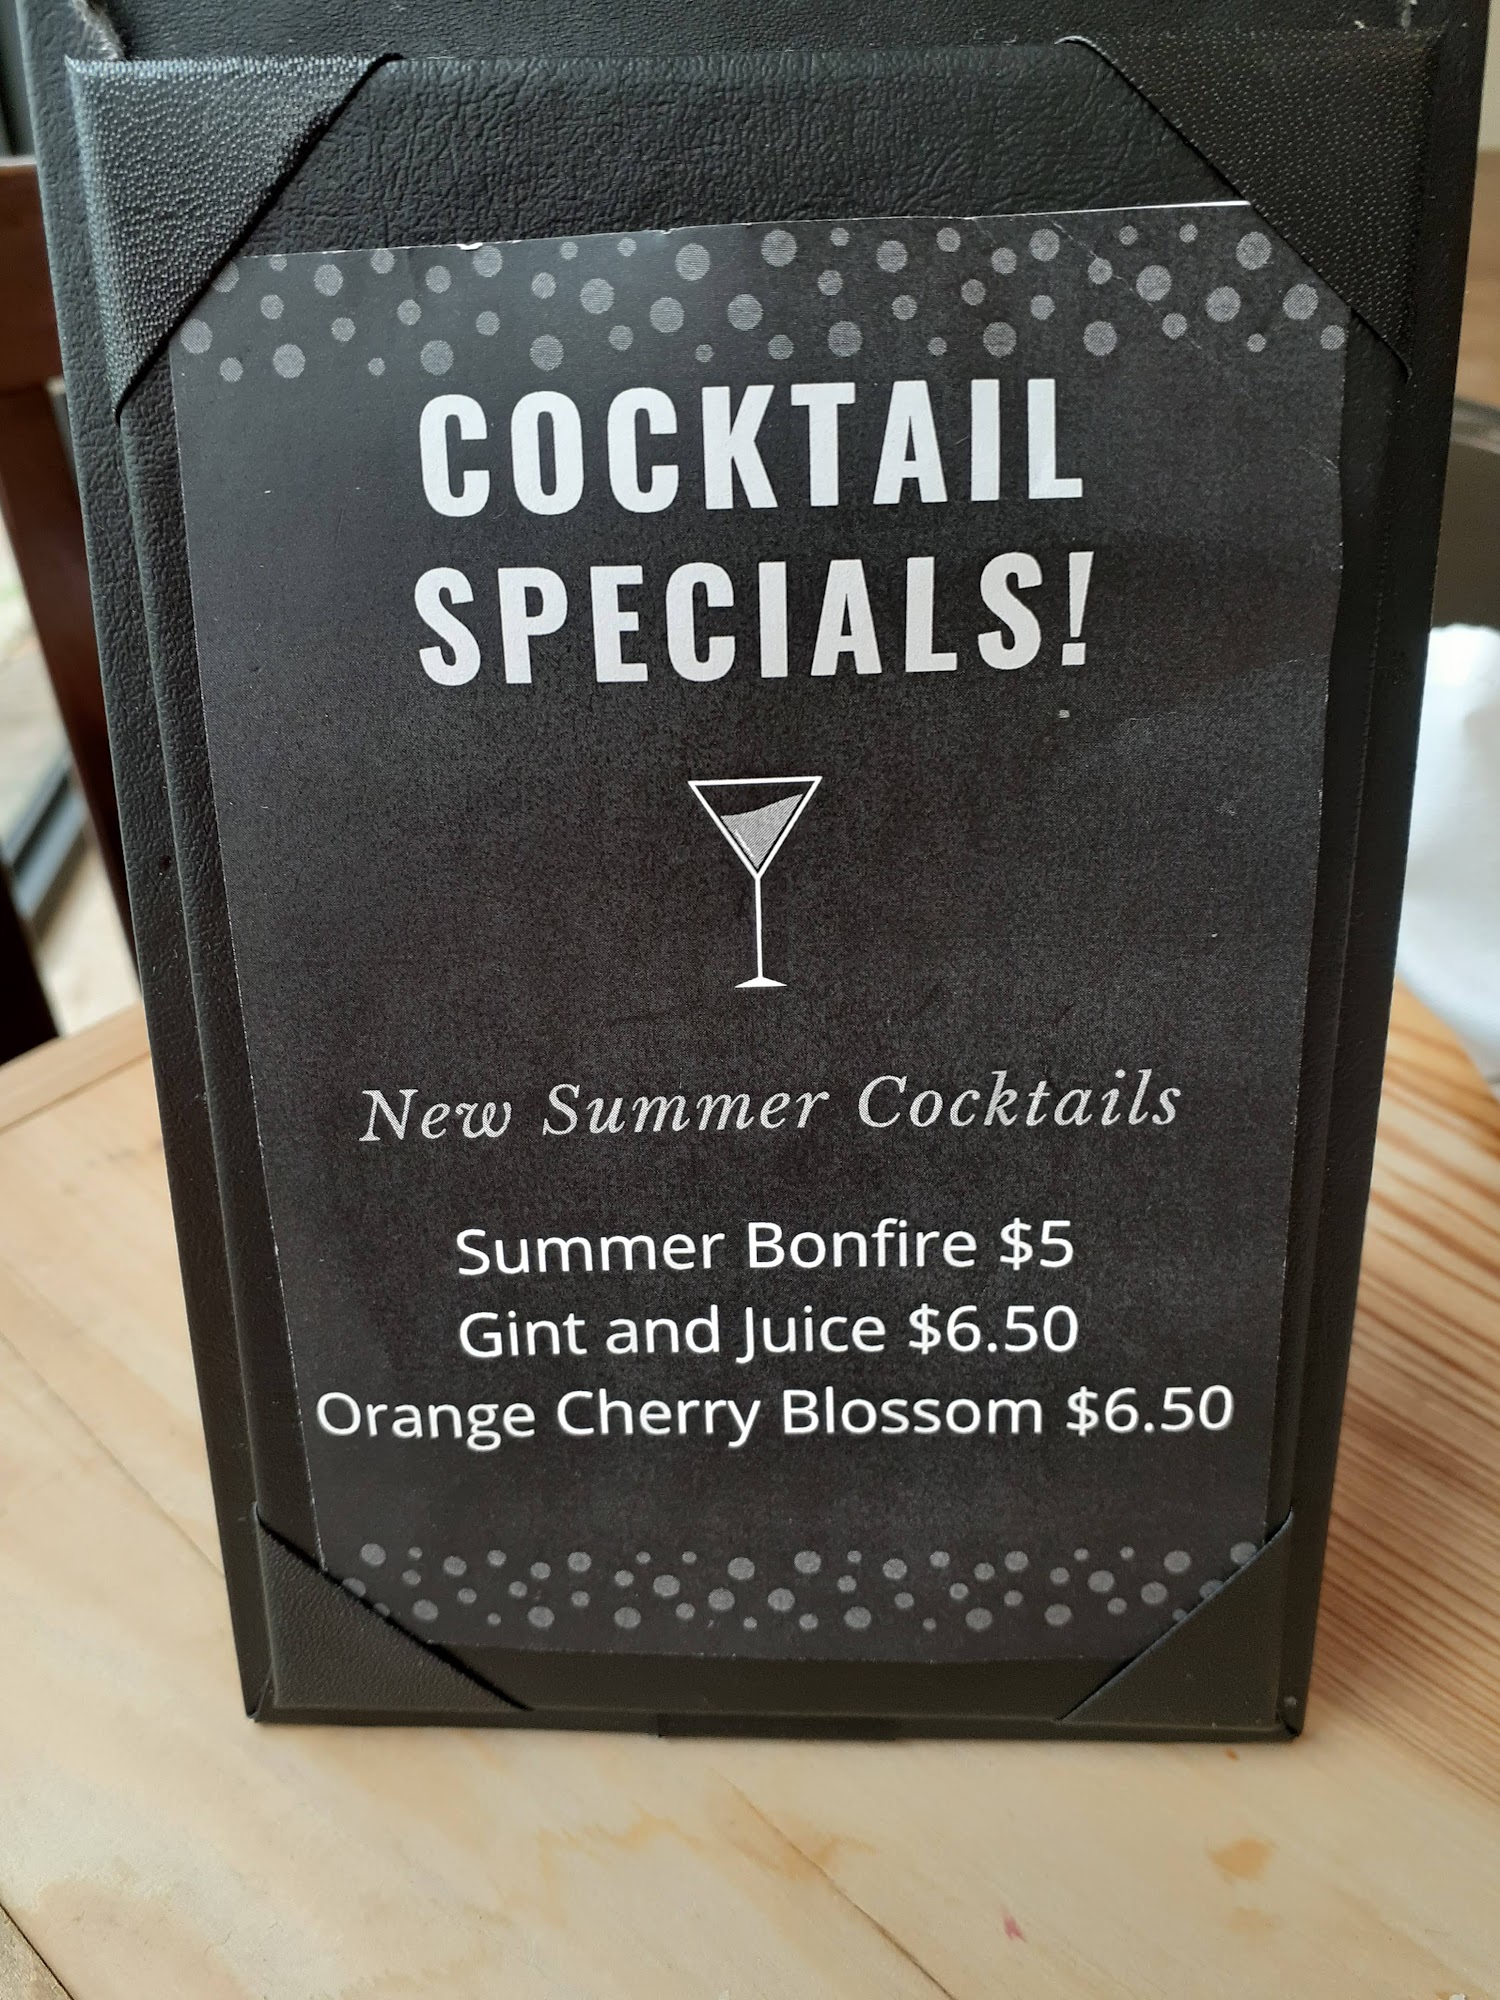 COCKTAIL
SPECIALS!
New Summer Cocktails
Summer Bonfire $5
Gint and Juice $6.50
Orange Cherry Blossom $6.50